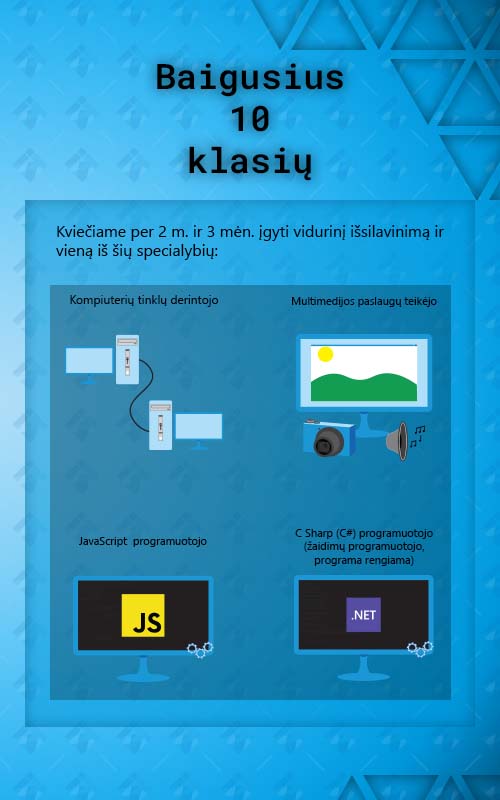 Baigusius
10
klasių
Kviečiame per 2 m. ir 3 mėn. įgyti vidurinį išsilavinimą ir
vieną iš šių specialybių:
Kompiuterių tinklų derintojo
Multimedijos paslaugų teikėjo
JavaScript programuotojo
JS
C Sharp (C#) programuotojo
(žaidimų programuotojo,
programa rengiama)
.NET